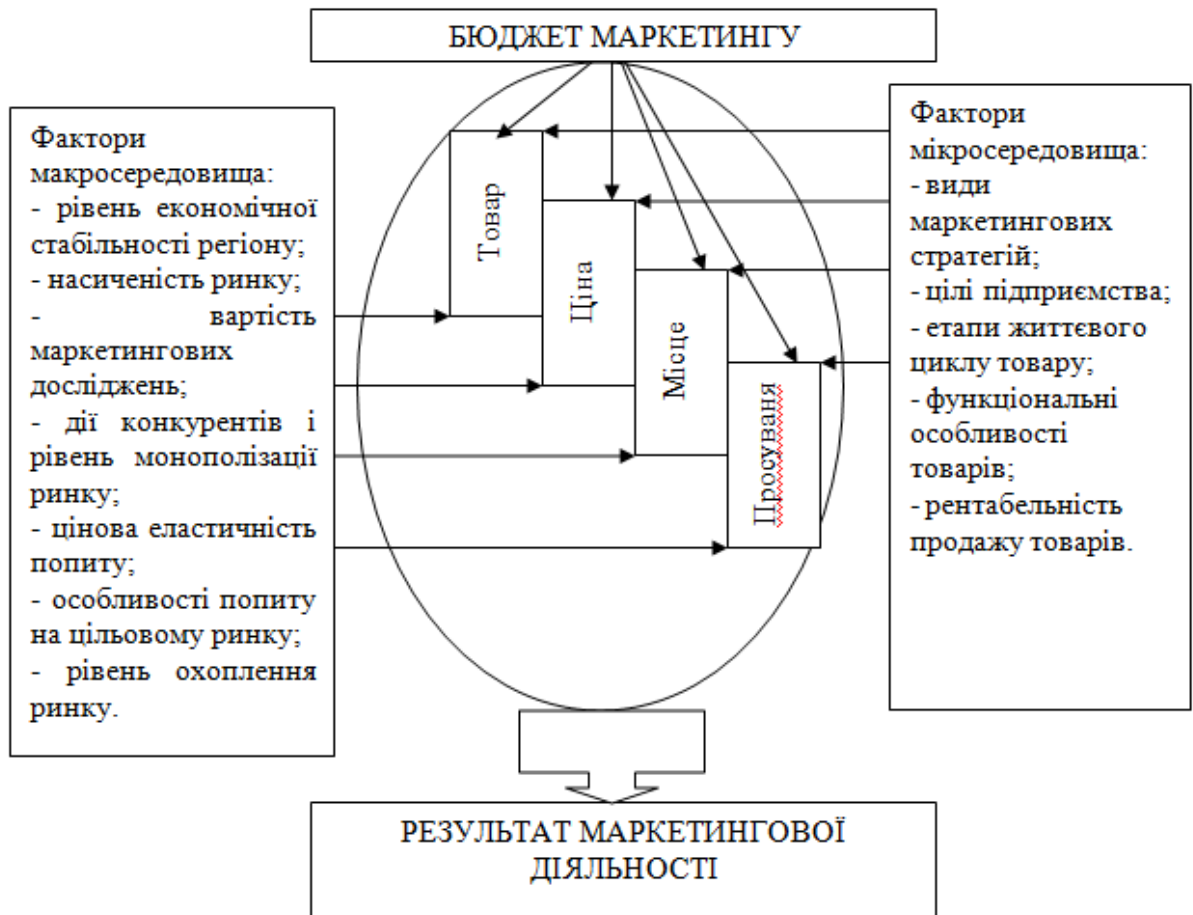 БЮДЖЕТ МАРКЕТИНГУ
Фактори
макросередовища:
- рівень економічної
стабільності регіону;
- насиченість ринку;
- вартість
маркетингових
досліджень;
- дії конкурентів і
рівень монополізації
ринку;
- цінова еластичність
попиту;
- особливості попиту
на цільовому ринку;
- рівень охоплення
ринку.
Товар
Ціна
Місце
Просуваня
Фактори
мікросередовища:
- види
маркетингових
стратегій;
- цілі підприємства;
- етапи життєвого
циклу товару;
- функціональні
особливості
товарів;
- рентабельність
продажу товарів.
РЕЗУЛЬТАТ МАРКЕТИНГОВОЇ
ДІЯЛЬНОСТІ